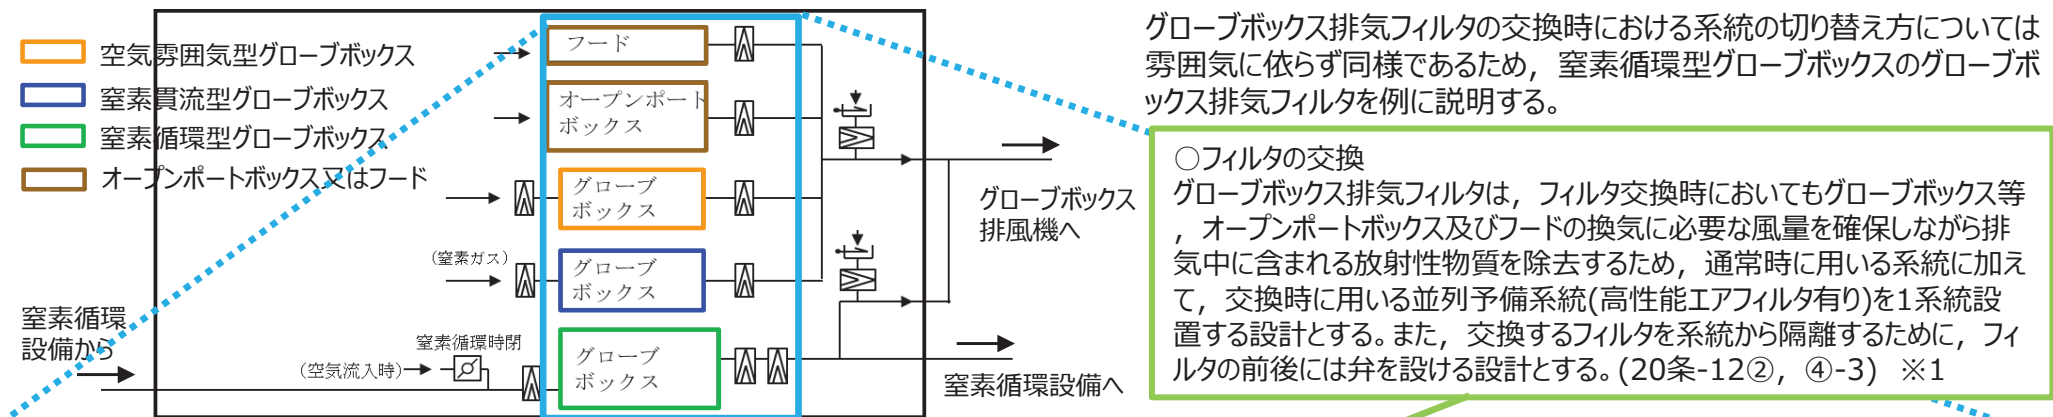 空気雰囲気型グローブボックス
窒素貫流型グローブボックス
窒素循環型グローブボックス
オープンポートボックス又はフード
フード
オープンポート
ボックス
グローブ
ボックス
(窒素ガス)
グローブ
ボックス
窒素循環
設備から
窒素循環時閉
(空気流入時)
グローブ
ボックス
グローブボックス
排風機へ
窒素循環設備へ
グローブボックス排気フィルタの交換時における系統の切り替え方については
雰囲気に依らず同様であるため，窒素循環型グローブボックスのグローブボ
ックス排気フィルタを例に説明する。
○フィルタの交換
グローブボックス排気フィルタは，フィルタ交換時においてもグローブボックス等
，オープンポートボックス及びフードの換気に必要な風量を確保しながら排
気中に含まれる放射性物質を除去するため，通常時に用いる系統に加え
て，交換時に用いる並列予備系統(高性能エアフィルタ有り)を1系統設
置する設計とする。また，交換するフィルタを系統から隔離するために，フィ
ルタの前後には弁を設ける設計とする。(20条-12②，④-3) ※1